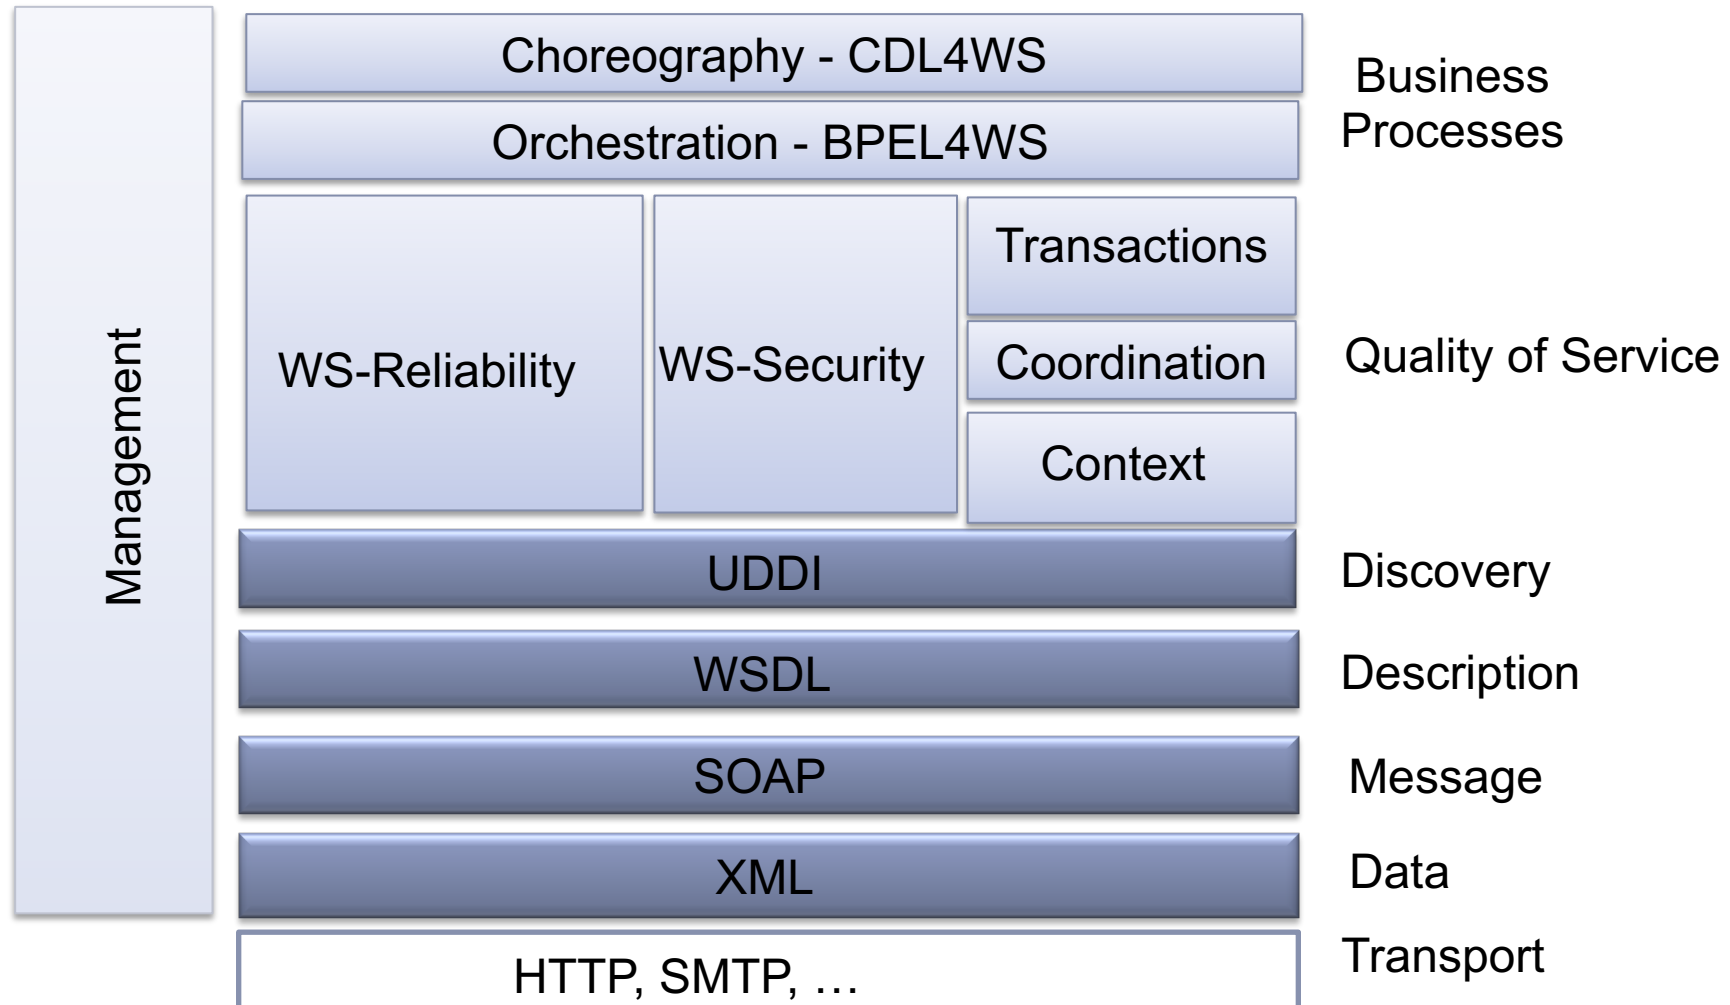 Choreography - CDL4WS
Business
Processes
Orchestration - BPEL4WS
Management
WS-Reliability
WS-Security
Transactions
Coordination
Context
Quality of Service
UDDI
Discovery
WSDL
Description
SOAP
Message
XML
Data
HTTP, SMTP, …
Transport